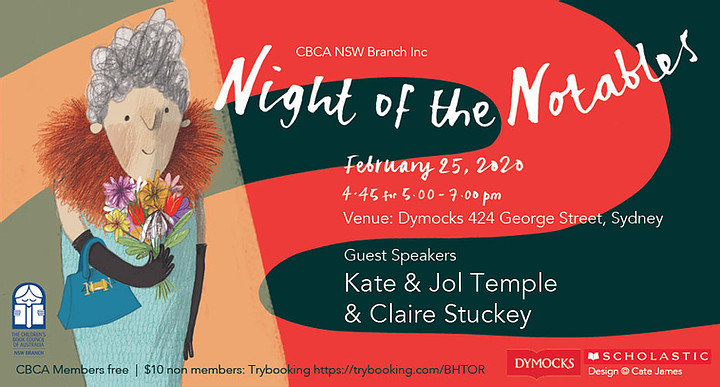 CBCA NSW Branch Inc
Night of the Notables
February 25, 2020
4.45 for 5.00 - 7.00 pm
Venue: Dymocks 424 George Street, Sydney
Guest Speakers
Kate & Jol Temple
& Claire Stuckey
THE CHILDREN'S
BOOK COUNCIL
OF AUSTRALIA
NSW BRANCH
DYMOCKS
SCHOLASTIC
Design © Cate James
CBCA Members free | $10 non members: Trybooking https://trybooking.com/BHTOR